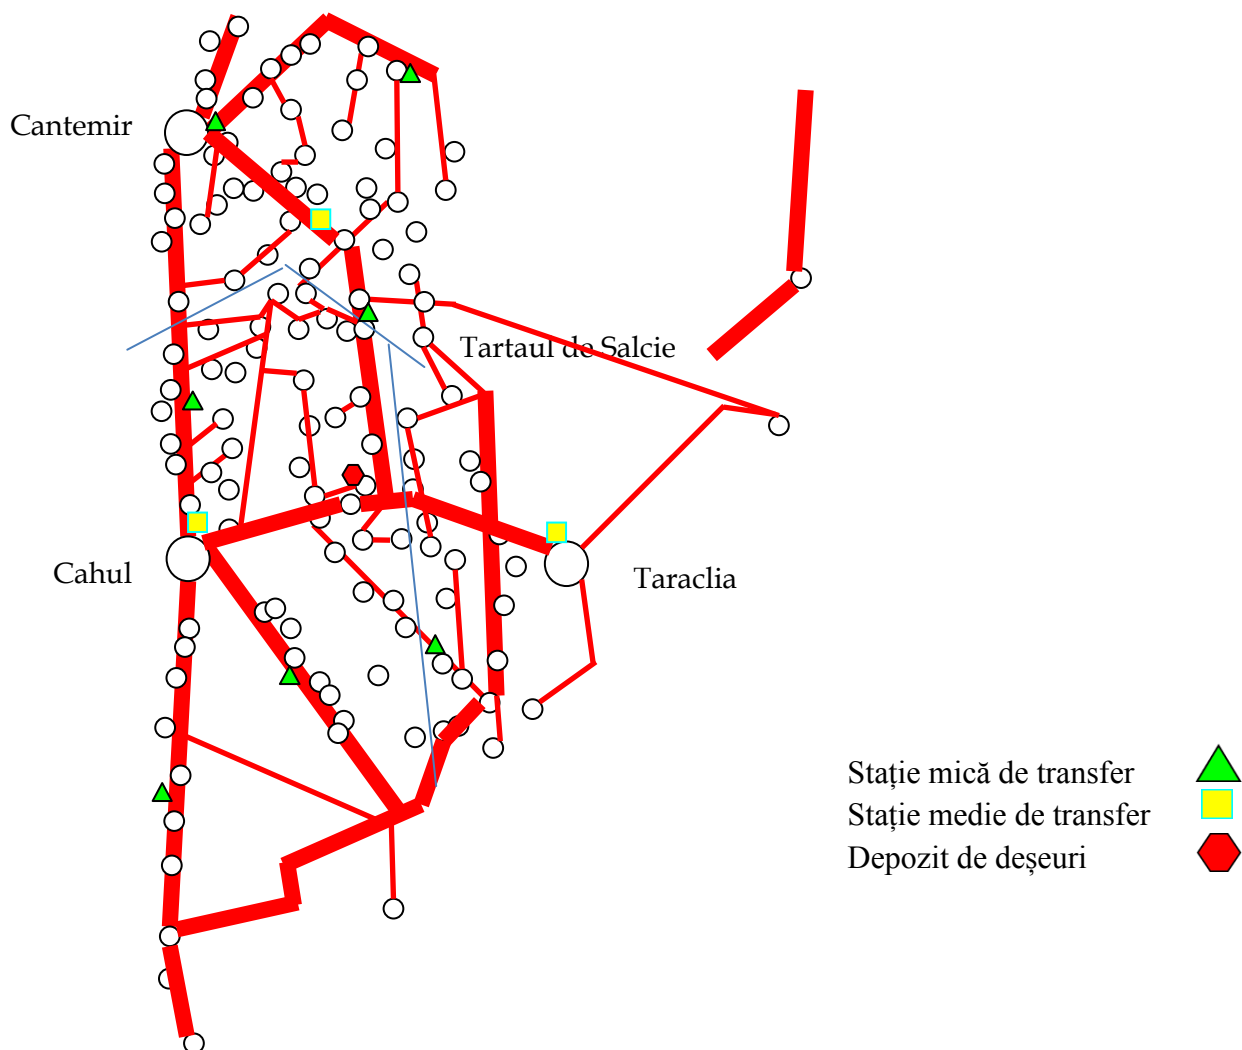 Cantemir
Tartaul de Salcie
Cahul
Taraclia
Stație mică de transfer
Stație medie de transfer
Depozit de deșeuri